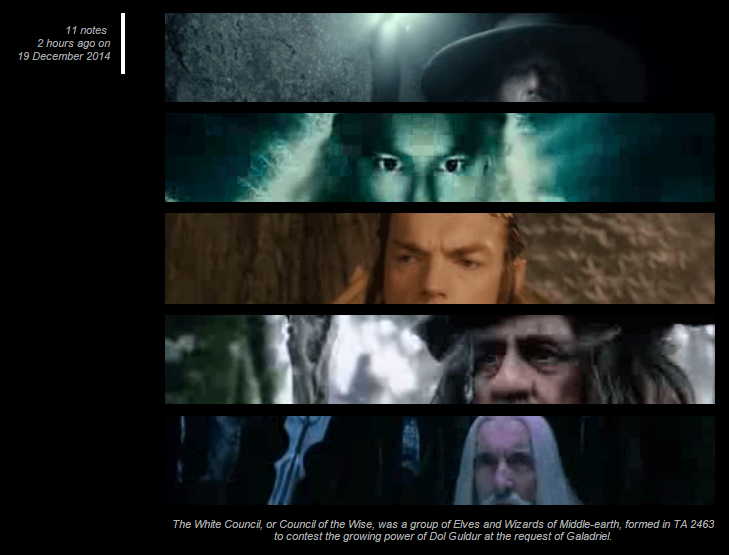 11 notes
2 hours ago on
19 December 2014
The White Council, or Council of the Wise, was a group of Elves and Wizards of Middle-earth, formed in TA 2463
to contest the growing power of Dol Guldur at the request of Galadriel.